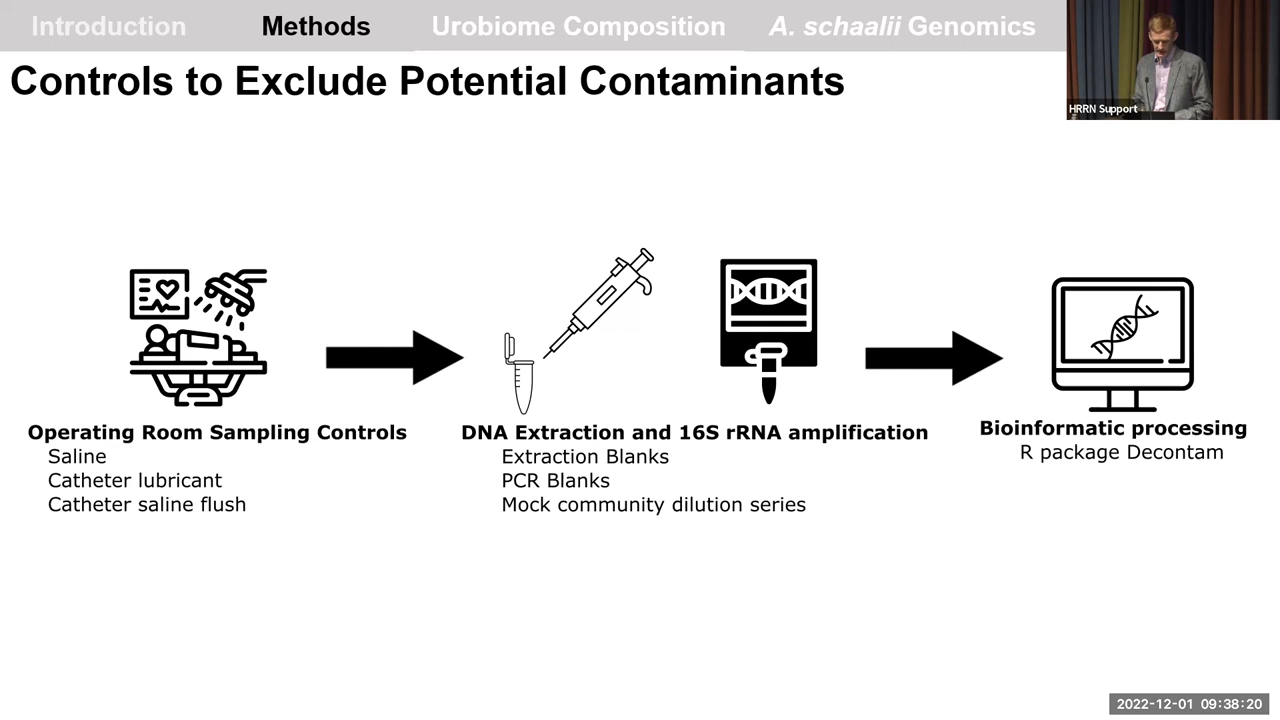 Introduction Methods Urobiome Composition A. schaalii Genomics
Controls to Exclude Potential Contaminants
HRRN Support
Operating Room Sampling Controls
Saline
Catheter lubricant
Catheter saline flush
DNA Extraction and 16S rRNA amplification
Extraction Blanks
PCR Blanks
Mock community dilution series
Bioinformatic processing
R package Decontam
2022-12-01 09:38:20